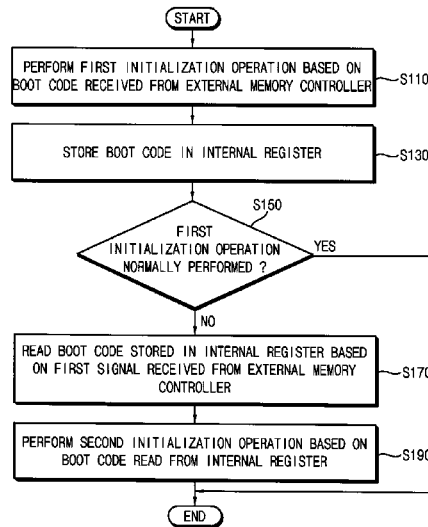 START
PERFORM FIRST INITIALIZATION OPERATION BASED ON
BOOT CODE RECEIVED FROM EXTERNAL MEMORY CONTROLLER
S110
STORE BOOT CODE IN INTERNAL REGISTER
S130
S150
FIRST
INITIALIZATION OPERATION
NORMALLY PERFORMED ?
YES
NO
READ BOOT CODE STORED IN INTERNAL REGISTER BASED
ON FIRST SIGNAL RECEIVED FROM EXTERNAL MEMORY
CONTROLLER
S170
PERFORM SECOND INITIALIZATION OPERATION BASED ON
BOOT CODE READ FROM INTERNAL REGISTER
S190
END